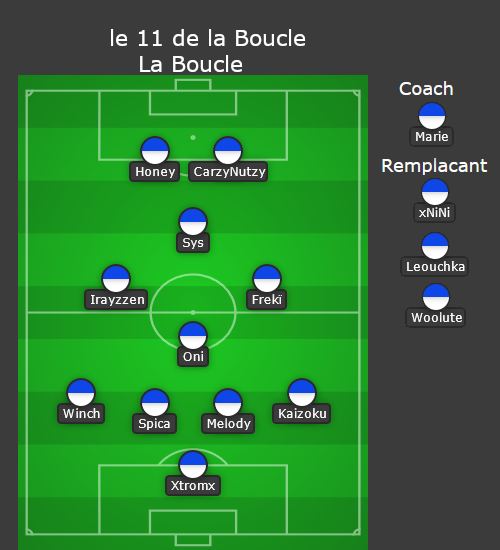 le 11 de la Boucle
La Boucle
Coach
Marie
Remplacant
xNiNi
Leouchka
Woolute
Honey
CarzyNutzy
Sys
Irayzzen
Freki
Oni
Winch
Spica
Melody
Kaizoku
Xtromx